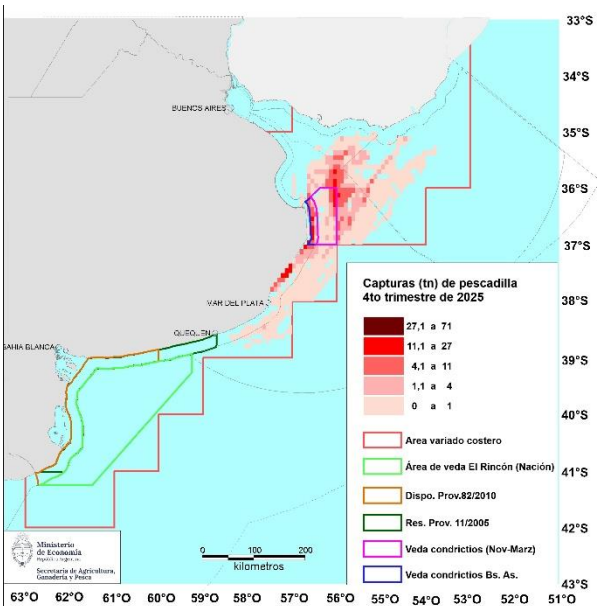 33°S
34°S
BUENOS AIRES
35°S
36°S
37°S
Capturas (tn) de pescadilla
4to trimestre de 2025
MAR DEL PLATA
38°S
27,1 a 71
QUEQUEN
11,1 a 27
BAHIA BLANCA
39°S
4,1 a 11
1,1 a 4
40°S
0 a 1
Area variado costero
41°S
Área de veda El Rincón (Nación)
Dispo. Prov.82/2010
42°S
Res. Prov. 11/2005
Ministerio
de Economía
República Argentina
Secretaría de Agricultura,
Ganadería y Pesca
0 100 200
kilometros
Veda condrictios (Nov-Marz)
Veda condrictios Bs. As.
43°S
63°O 62°O 61°O 60°O 59°O 58°O 57°O 56°O 55°O 54°O 53°O 52°O 51°O